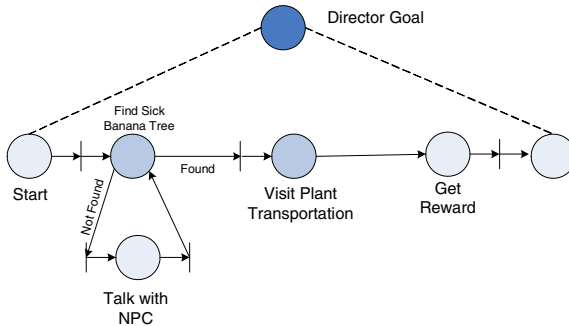 Director Goal
Find Sick
Banana Tree
Start
Found
Visit Plant
Transportation
Get
Reward
Not Found
Talk with
NPC